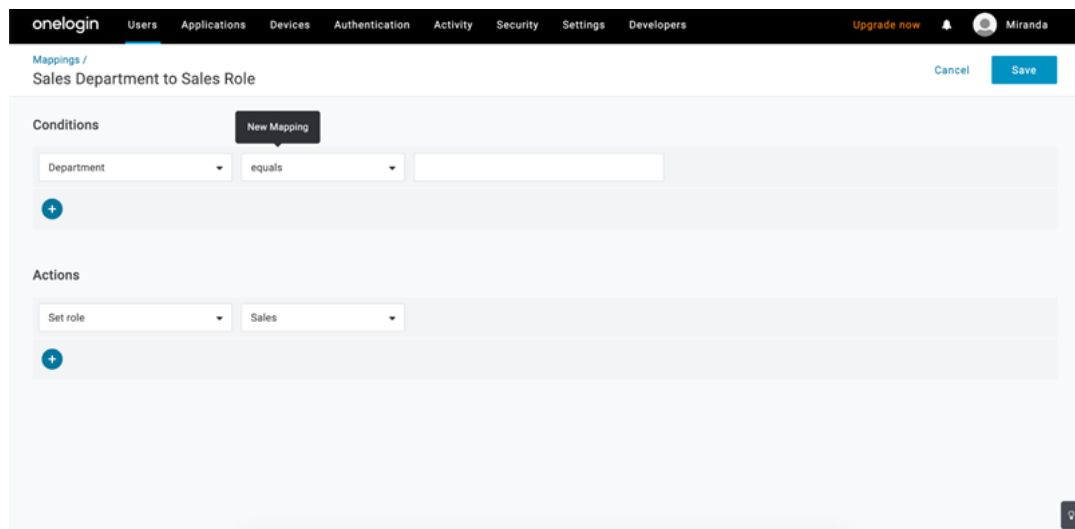 onelogin Users Applications Devices Authentication Activity Security Settings Developers Upgrade now Miranda
Mappings /
Sales Department to Sales Role
Cancel Save
Conditions
New Mapping
Department equals
Actions
Set role Sales